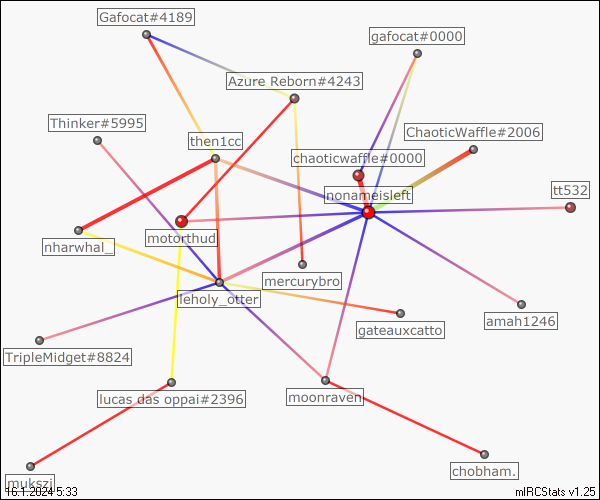 Gafocat#4189
gafocat#0000
Azure Reborn#4243
Thinker#5995
ChaoticWaffle#2006
then1cc
chaoticwaffle#0000
nonameisleft
tt532
motorthud
nharwhal_
mercurybro
leholy_otter
amah1246
gateauxcatto
TripleMidget#8824
lucas das oppai#2396
moonraven
chobham.
mukszi
16.1.2024 5:33
mIRCStats v1.25